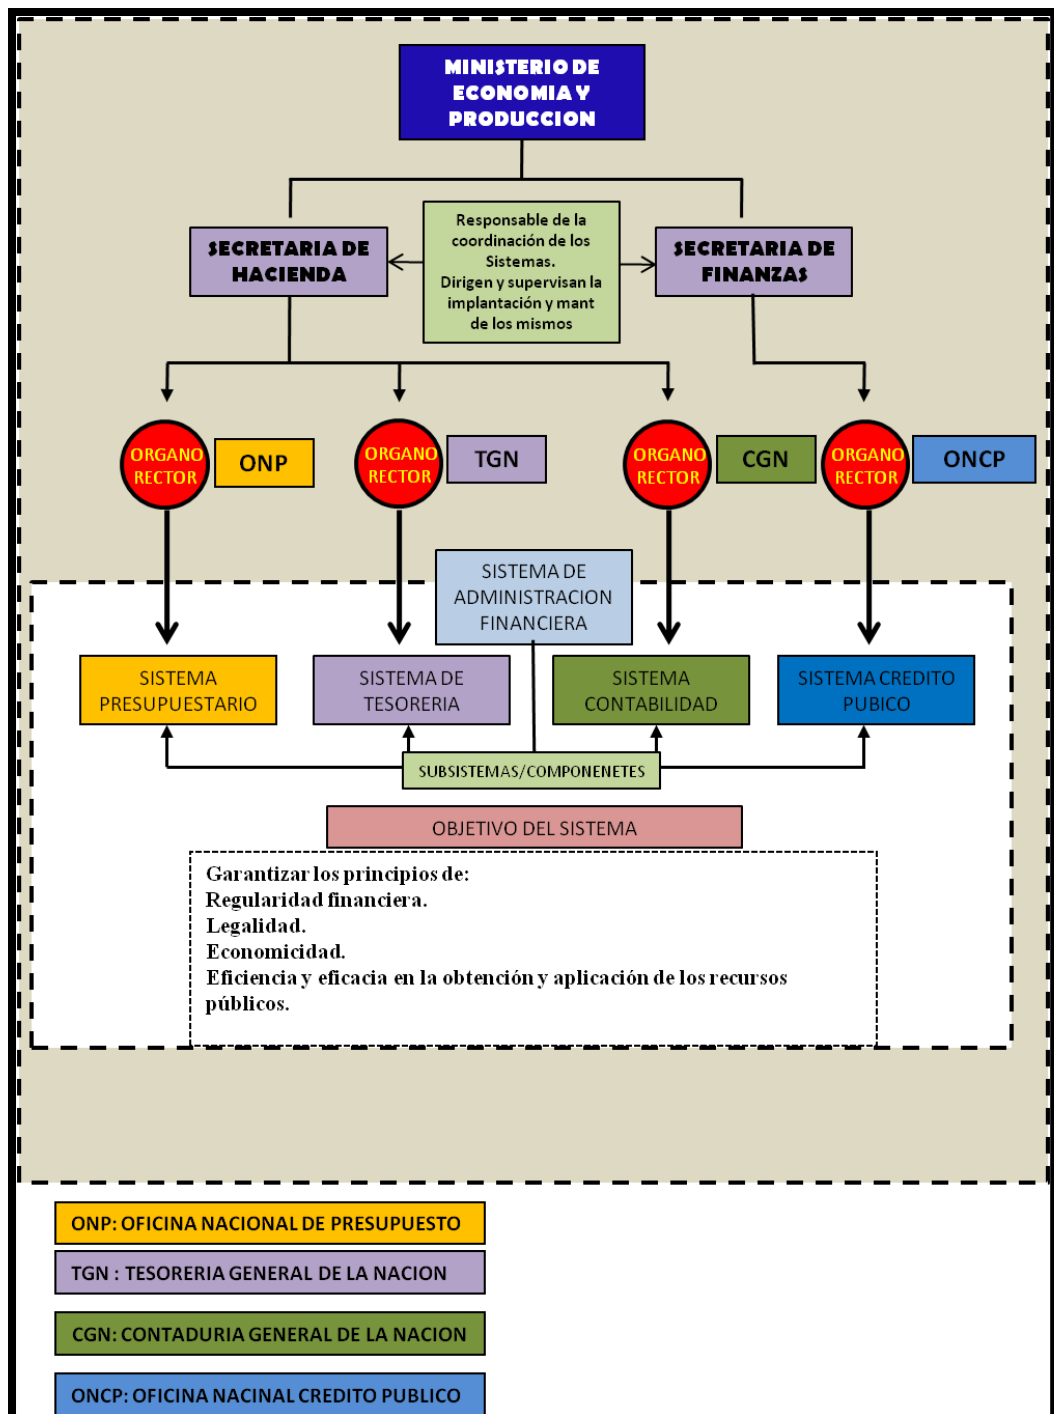 MINISTERIO DE
ECONOMIA Y
PRODUCCION
SECRETARIA DE
HACIENDA
Responsable de la
coordinación de los
Sistemas.
Dirigen y supervisan la
implantación y mant
de los mismos
SECRETARIA DE
FINANZAS
ORGANO
RECTOR
ONP
ORGANO
RECTOR
TGN
ORGANO
RECTOR
CGN
ORGANO
RECTOR
ONCP
SISTEMA DE
ADMINISTRACION
FINANCIERA
SISTEMA
PRESUPUESTARIO
SISTEMA DE
TESORERIA
SISTEMA
CONTABILIDAD
SISTEMA CREDITO
PUBICO
SUBSISTEMAS/COMPONENETES
OBJETIVO DEL SISTEMA
Garantizar los principios de:
Regularidad financiera.
Legalidad.
Economicidad.
Eficiencia y eficacia en la obtención y aplicación de los recursos
públicos.
ONP: OFICINA NACIONAL DE PRESUPUESTO
TGN : TESORERIA GENERAL DE LA NACION
CGN: CONTADURIA GENERAL DE LA NACION
ONCP: OFICINA NACINAL CREDITO PUBLICO